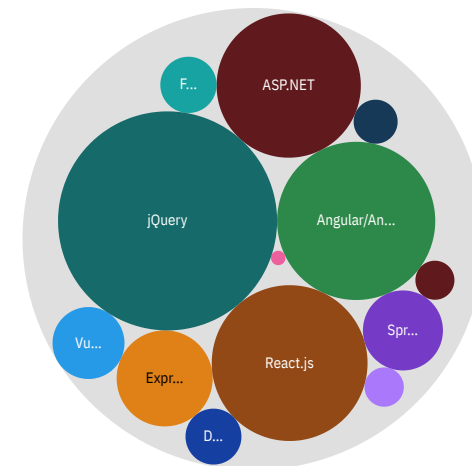 F...
ASP.NET
jQuery
Angular/An...
Spr...
Vu...
React.js
Expr...
D...